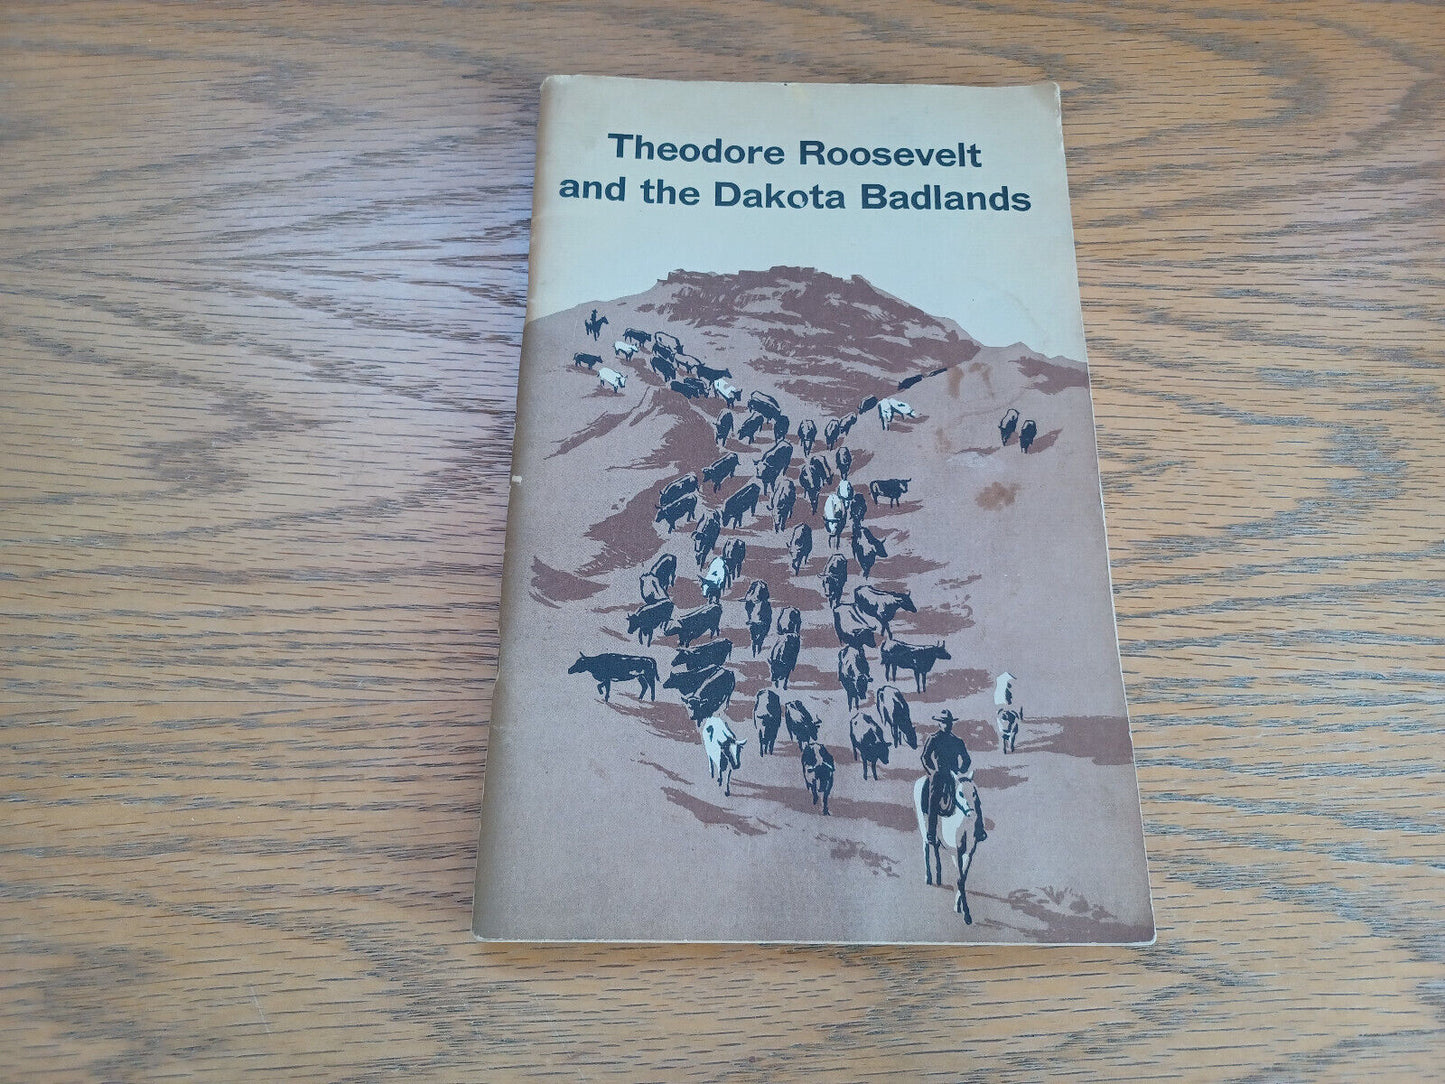 Theodore Roosevelt
and the Dakota Badlands